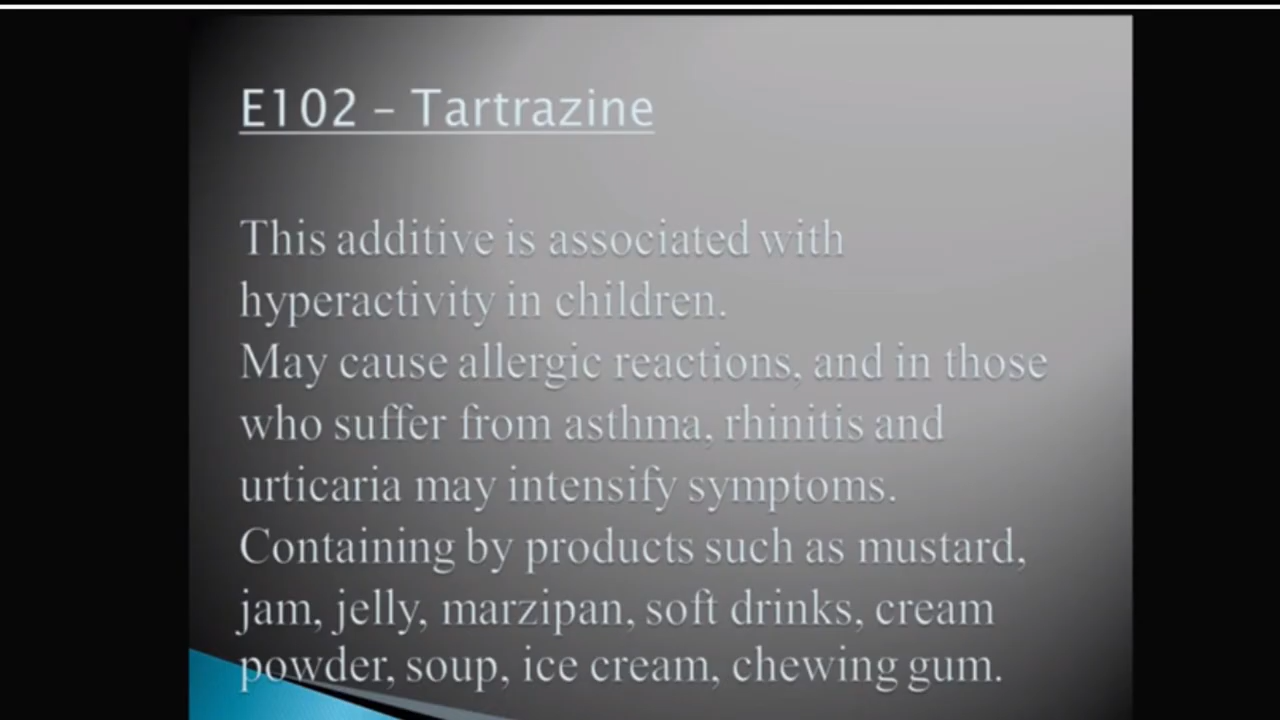 E102 – Tartrazine
This additive is associated with
hyperactivity in children.
May cause allergic reactions, and in those
who suffer from asthma, rhinitis and
urticaria may intensify symptoms.
Containing by products such as mustard,
jam, jelly, marzipan, soft drinks, cream
powder, soup, ice cream, chewing gum.